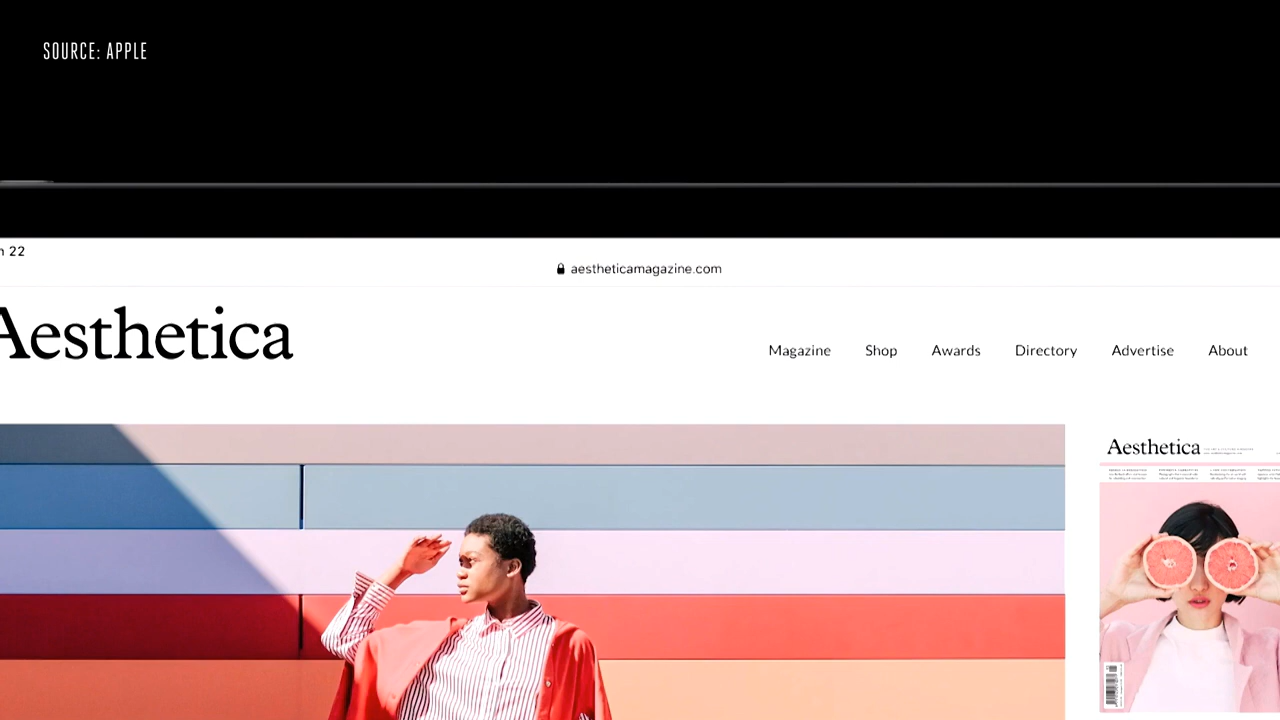 SOURCE: APPLE
22
aestheticamagazine.com
Aesthetica
Magazine Shop Awards Directory Advertise About
Aesthetica